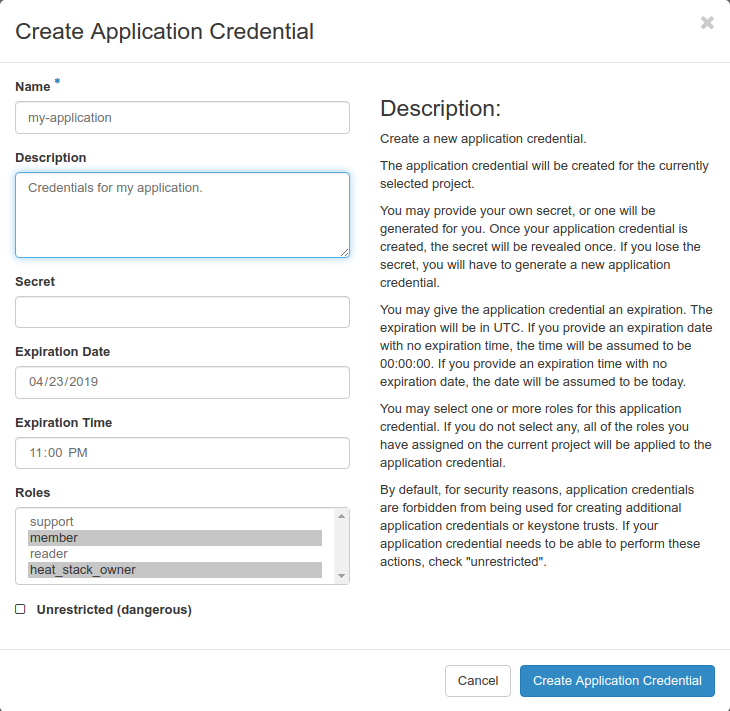 Create Application Credential
×
Name *
my-application
Description
Credentials for my application.
Secret
Expiration Date
04/23/2019
Expiration Time
11:00 PM
Roles
support
member
reader
heat_stack_owner
Unrestricted (dangerous)
Description:
Create a new application credential.
The application credential will be created for the currently
selected project.
You may provide your own secret, or one will be
generated for you. Once your application credential is
created, the secret will be revealed once. If you lose the
secret, you will have to generate a new application
credential.
You may give the application credential an expiration. The
expiration will be in UTC. If you provide an expiration date
with no expiration time, the time will be assumed to be
00:00:00. If you provide an expiration time with no
expiration date, the date will be assumed to be today.
You may select one or more roles for this application
credential. If you do not select any, all of the roles you
have assigned on the current project will be applied to the
application credential.
By default, for security reasons, application credentials
are forbidden from being used for creating additional
application credentials or keystone trusts. If your
application credential needs to be able to perform these
actions, check "unrestricted".
Cancel
Create Application Credential